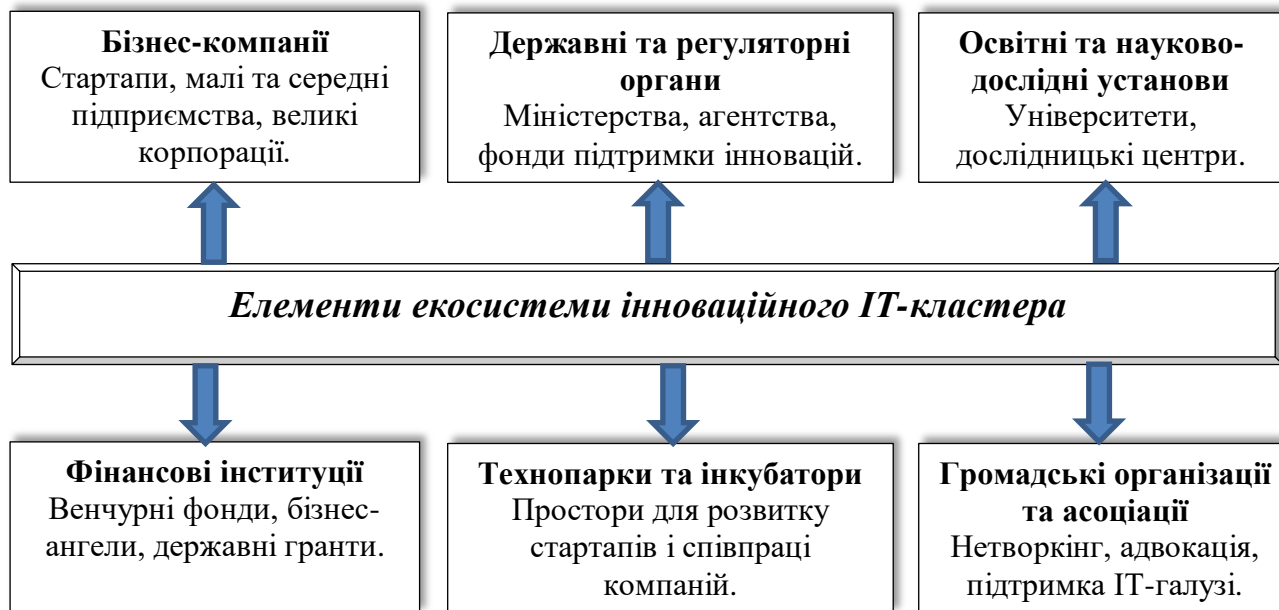 Бізнес-компанії
Стартапи, малі та середні
підприємства, великі
корпорації.
Державні та регуляторні
органи
Міністерства, агентства,
фонди підтримки інновацій.
Освітні та науково-
дослідні установи
Університети,
дослідницькі центри.
Елементи екосистеми інноваційного ІТ-кластера
Фінансові інституції
Венчурні фонди, бізнес-
ангели, державні гранти.
Технопарки та інкубатори
Простори для розвитку
стартапів і співпраці
компаній.
Громадські організації
та асоціації
Нетворкінг, адвокація,
підтримка ІТ-галузі.